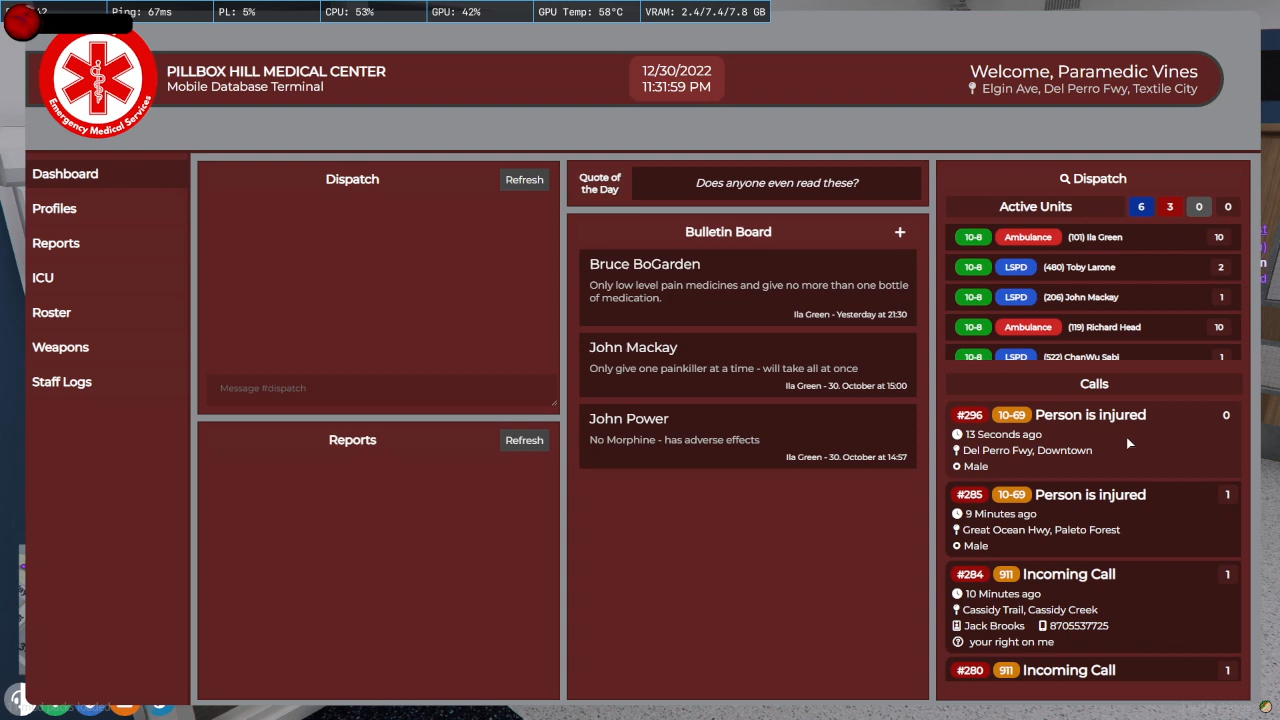 Ping: 67ms
PL: 5%
CPU: 53%
GPU: 42%
GPU Temp: 58°C
VRAM: 2.4/7.4/7.8 GB
Emergency Medical Services
PILLBOX HILL MEDICAL CENTER
Mobile Database Terminal
12/30/2022
11:31:59 PM
Welcome, Paramedic Vines
Elgin Ave, Del Perro Fwy, Textile City
Dashboard
Profiles
Reports
ICU
Roster
Weapons
Staff Logs
Dispatch
Refresh
Message #dispatch
Reports
Refresh
Quote of
the Day
Does anyone even read these?
Bulletin Board
+
Bruce BoGarden
Only low level pain medicines and give no more than one bottle
of medication.
Ila Green - Yesterday at 21:30
John Mackay
Only give one painkiller at a time - will take all at once
Ila Green - 30. October at 15:00
John Power
No Morphine - has adverse effects
Ila Green - 30. October at 14:57
Dispatch
Active Units 6 3 0 0
10-8 Ambulance (101) Ila Green 10
10-8 LSPD (480) Toby Larone 2
10-8 LSPD (206) John Mackay 1
10-8 Ambulance (119) Richard Head 10
10-8 LSPD (522) ChanWu Sabi 1
Calls
#296 10-69 Person is injured 0
13 Seconds ago
Del Perro Fwy, Downtown
Male
#285 10-69 Person is injured 1
9 Minutes ago
Great Ocean Hwy, Paleto Forest
Male
#284 911 Incoming Call 1
10 Minutes ago
Cassidy Trail, Cassidy Creek
Jack Brooks 8705537725
your right on me
#280 911 Incoming Call 1